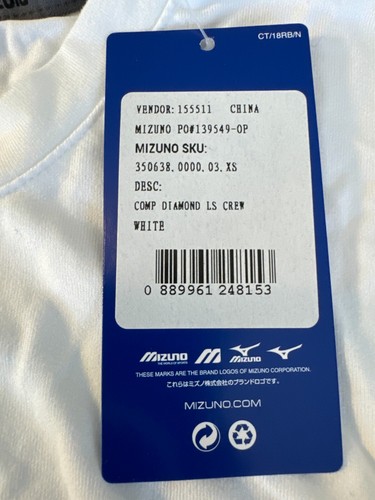 CT/18RB/N
VENDOR: 155511 CHINA
MIZUNO PO#139549-OP
MIZUNO SKU:
350638.0000.03.XS
DESC:
COMP DIAMOND LS CREW
WHITE
0 889961 248153
MIZUNO
MIZUNO
THESE MARKS ARE THE BRAND LOGOS OF MIZUNO CORPORATION.
これらはミズノ株式会社のブランドロゴです。
MIZUNO.COM